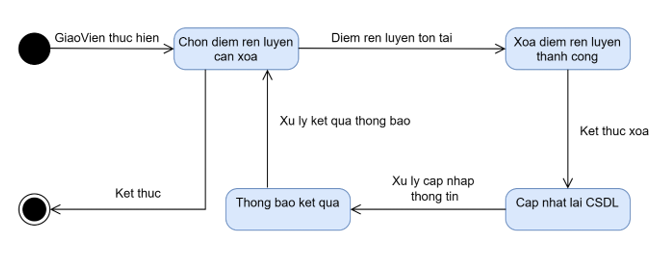 GiaoVien thuc hien
Chon diem ren luyen
can xoa
Diem ren luyen ton tai
Xoa diem ren luyen
thanh cong
Xu ly ket qua thong bao
Ket thuc xoa
Ket thuc
Thong bao ket qua
Xu ly cap nhap
thong tin
Cap nhat lai CSDL